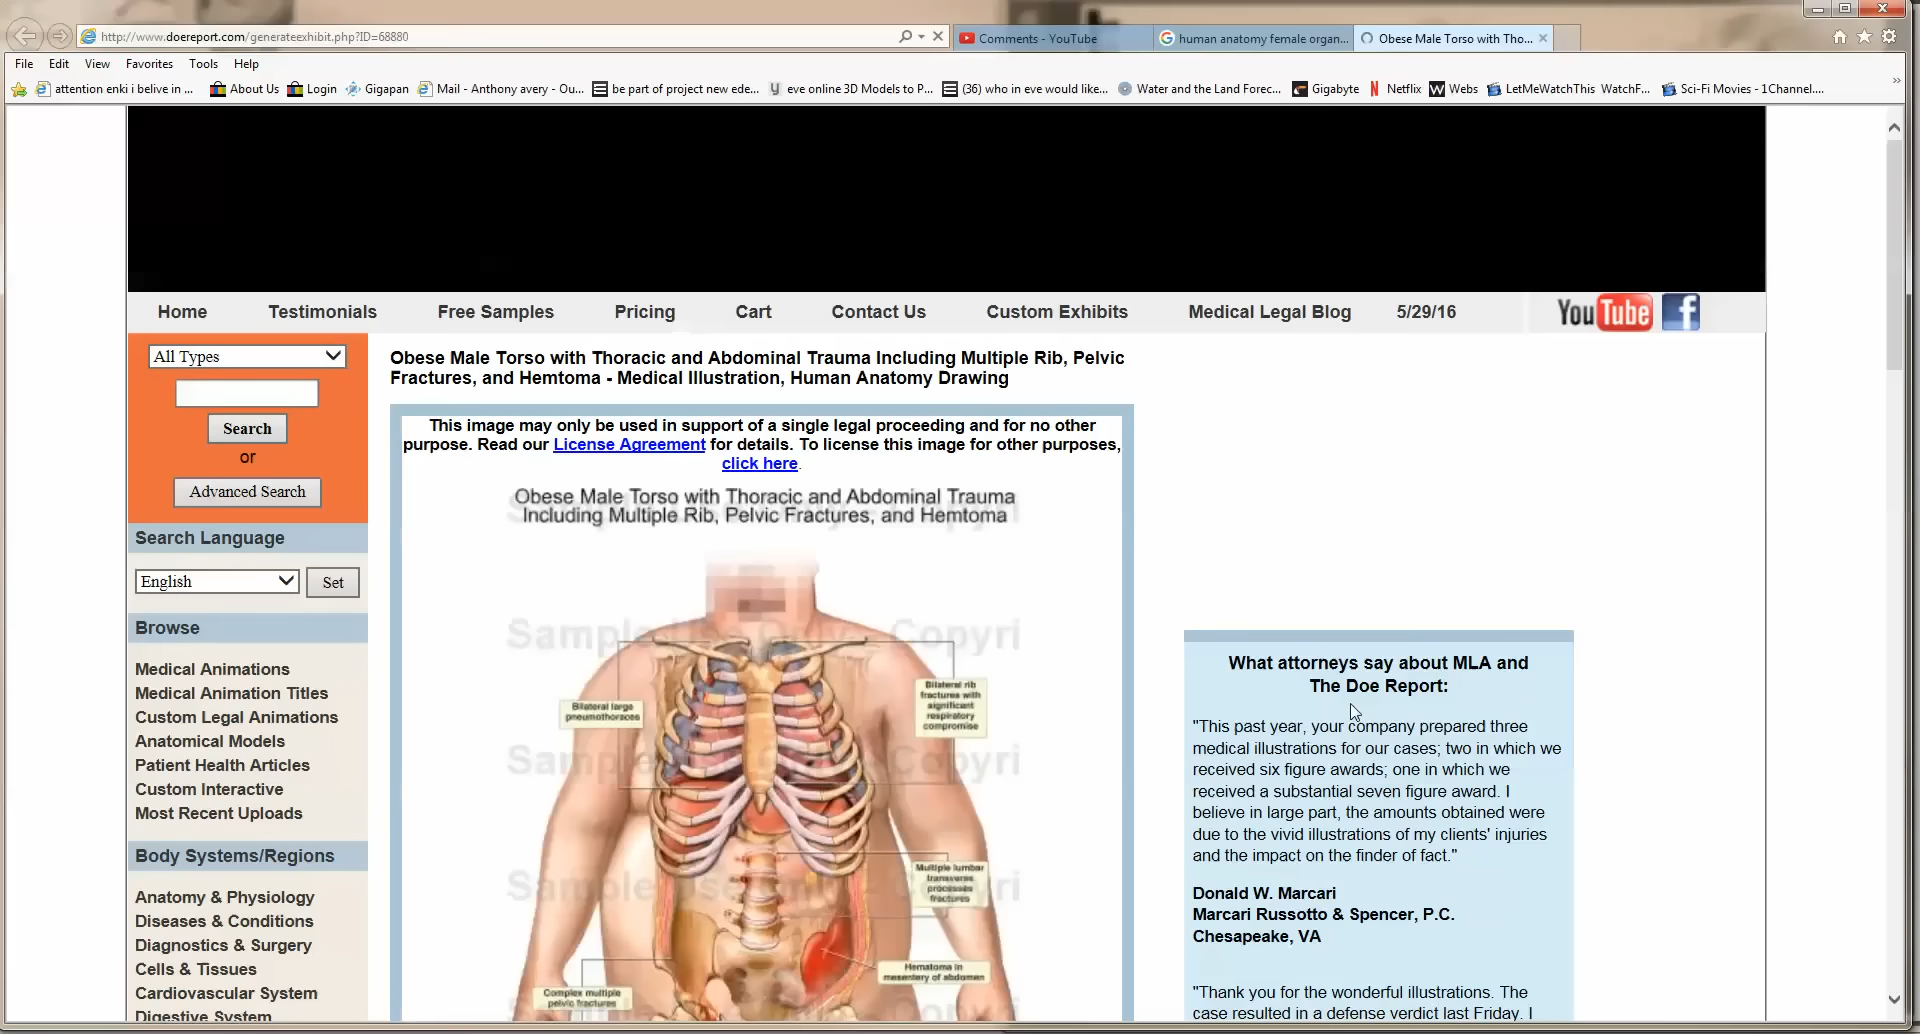 http://www.doereport.com/generateexhibit.php?ID=68880
Comments - YouTube
human anatomy female organ...
Obese Male Torso with Tho...
File Edit View Favorites Tools Help
attention enki i belive in ...
About Us
Login
Gigapan
Mail - Anthony avery - Ou...
be part of project new ede...
eve online 3D Models to P...
(36) who in eve would like...
Water and the Land Forec...
Gigabyte
Netflix
Webs
LetMeWatchThis WatchF...
Sci-Fi Movies - 1Channel....
Home Testimonials Free Samples Pricing Cart Contact Us Custom Exhibits Medical Legal Blog 5/29/16
YouTube
f
All Types
Search
or
Advanced Search
Search Language
English
Set
Browse
Medical Animations
Medical Animation Titles
Custom Legal Animations
Anatomical Models
Patient Health Articles
Custom Interactive
Most Recent Uploads
Body Systems/Regions
Anatomy & Physiology
Diseases & Conditions
Diagnostics & Surgery
Cells & Tissues
Cardiovascular System
Digestive System
Obese Male Torso with Thoracic and Abdominal Trauma Including Multiple Rib, Pelvic
Fractures, and Hemtoma - Medical Illustration, Human Anatomy Drawing
This image may only be used in support of a single legal proceeding and for no other
purpose. Read our License Agreement for details. To license this image for other purposes,
click here.
Obese Male Torso with Thoracic and Abdominal Trauma
Including Multiple Rib, Pelvic Fractures, and Hemtoma
Sample Use Only - Copyri
Bilateral large
pneumothoraces
Bilateral rib
fractures with
significant
respiratory
compromise
Sample Copyri
Multiple lumbar
transverse
processes
fractures
Sample Use Only - Copyri
Hematoma in
mesentery of abdomen
Complex multiple
pelvic fractures
What attorneys say about MLA and
The Doe Report:
"This past year, your company prepared three
medical illustrations for our cases; two in which we
received six figure awards; one in which we
received a substantial seven figure award. I
believe in large part, the amounts obtained were
due to the vivid illustrations of my clients' injuries
and the impact on the finder of fact."
Donald W. Marcari
Marcari Russotto & Spencer, P.C.
Chesapeake, VA
"Thank you for the wonderful illustrations. The
case resulted in a defense verdict last Friday. I